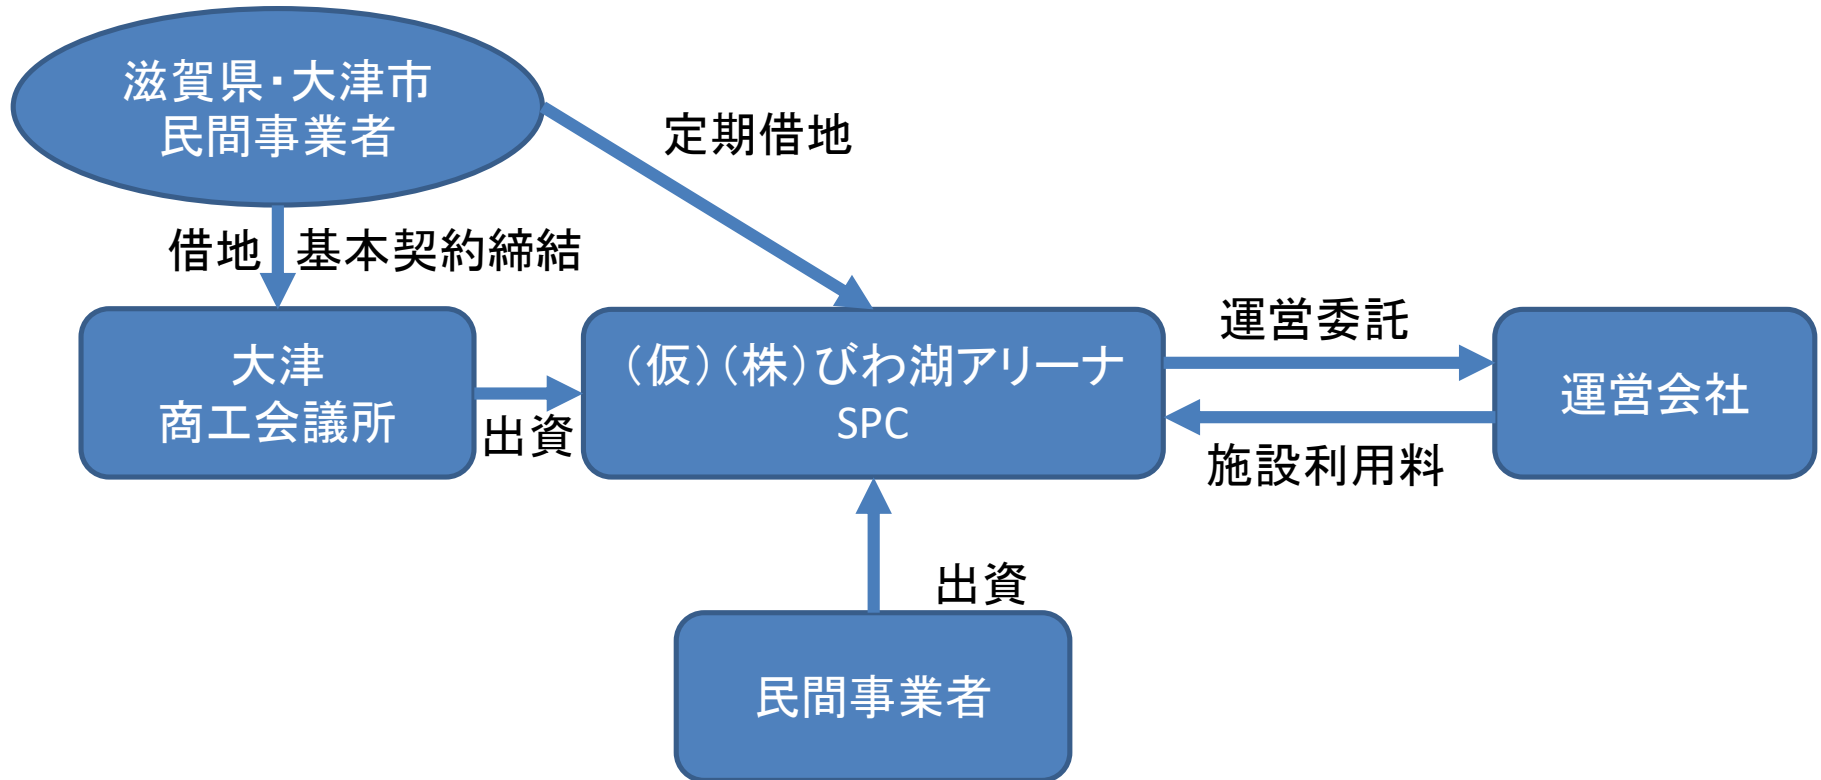 滋賀県・大津市
民間事業者
定期借地
借地
基本契約締結
大津
商工会議所
出資
(仮)(株)びわ湖アリーナ
SPC
運営委託
施設利用料
運営会社
出資
民間事業者